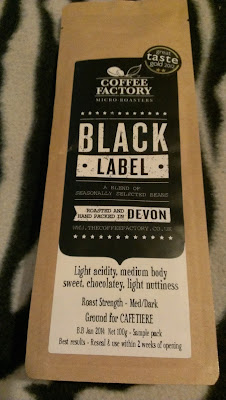 great
taste
gold 2013
COFFEE
FACTORY
MICRO ROASTERS
BLACK
· LABEL ·
A BLEND OF
SEASONALLY SELECTED BEANS
ROASTED AND
HAND PACKED IN DEVON
WWW.THECOFFEEFACTORY.CO.UK
Light acidity, medium body
sweet, chocolatey, light nuttiness
Roast Strength - Med/Dark
Ground for CAFETIERE
B.B Jan 2014 Net 100g - Sample pack
Best results - Reseal & use within 2 weeks of opening